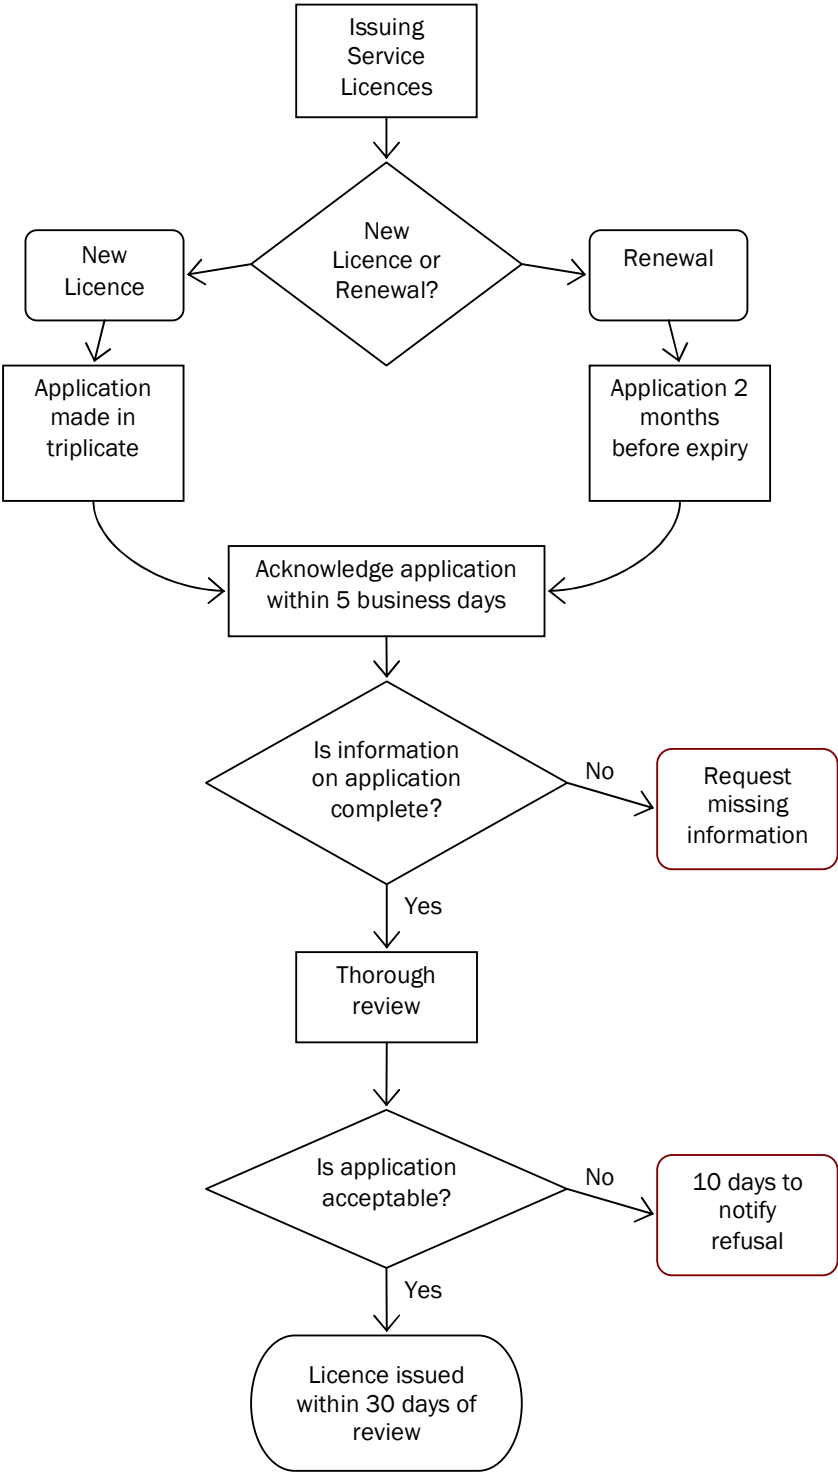 Issuing
Service
Licences
New
Licence or
Renewal?
New
Licence
Renewal
Application
made in
triplicate
Application 2
months
before expiry
Acknowledge application
within 5 business days
Is information
on application
complete?
No
Request
missing
information
Yes
Thorough
review
Is application
acceptable?
No
10 days to
notify
refusal
Yes
Licence issued
within 30 days of
review